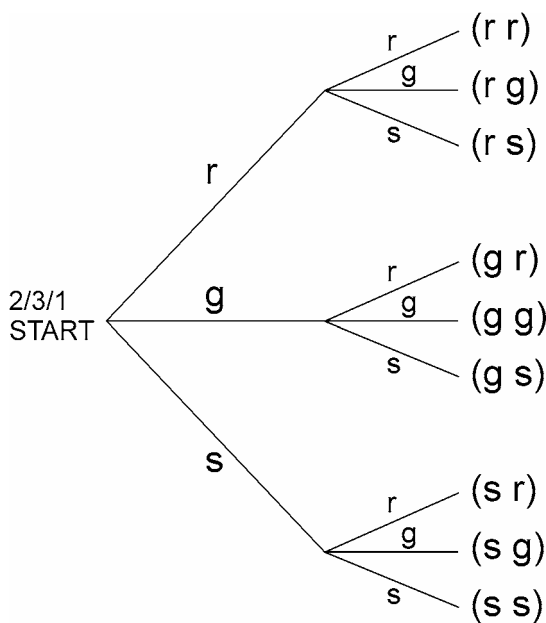 r
(r r)
g
(r g)
s
(r s)
r
r
(g r)
2/3/1
START
g
g
(g g)
s
(g s)
s
r
(s r)
g
(s g)
s
(s s)